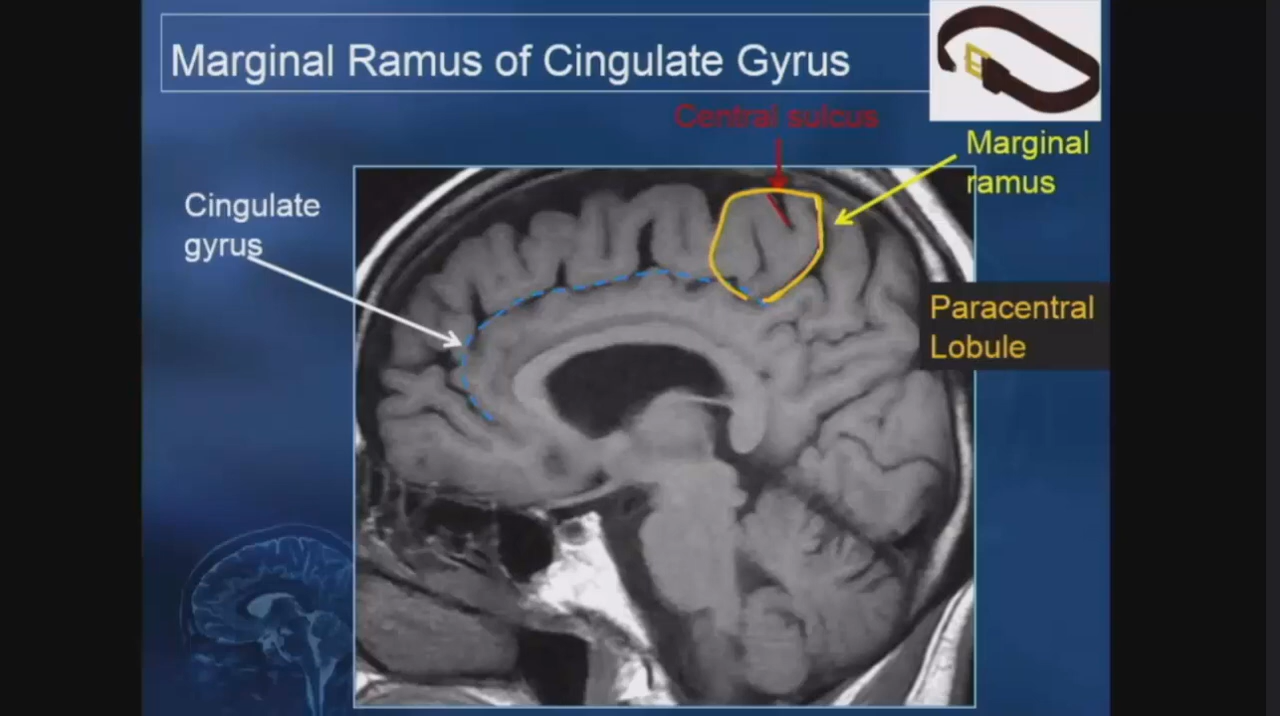 Marginal Ramus of Cingulate Gyrus
Central sulcus
Marginal
ramus
Cingulate
gyrus
Paracentral
Lobule